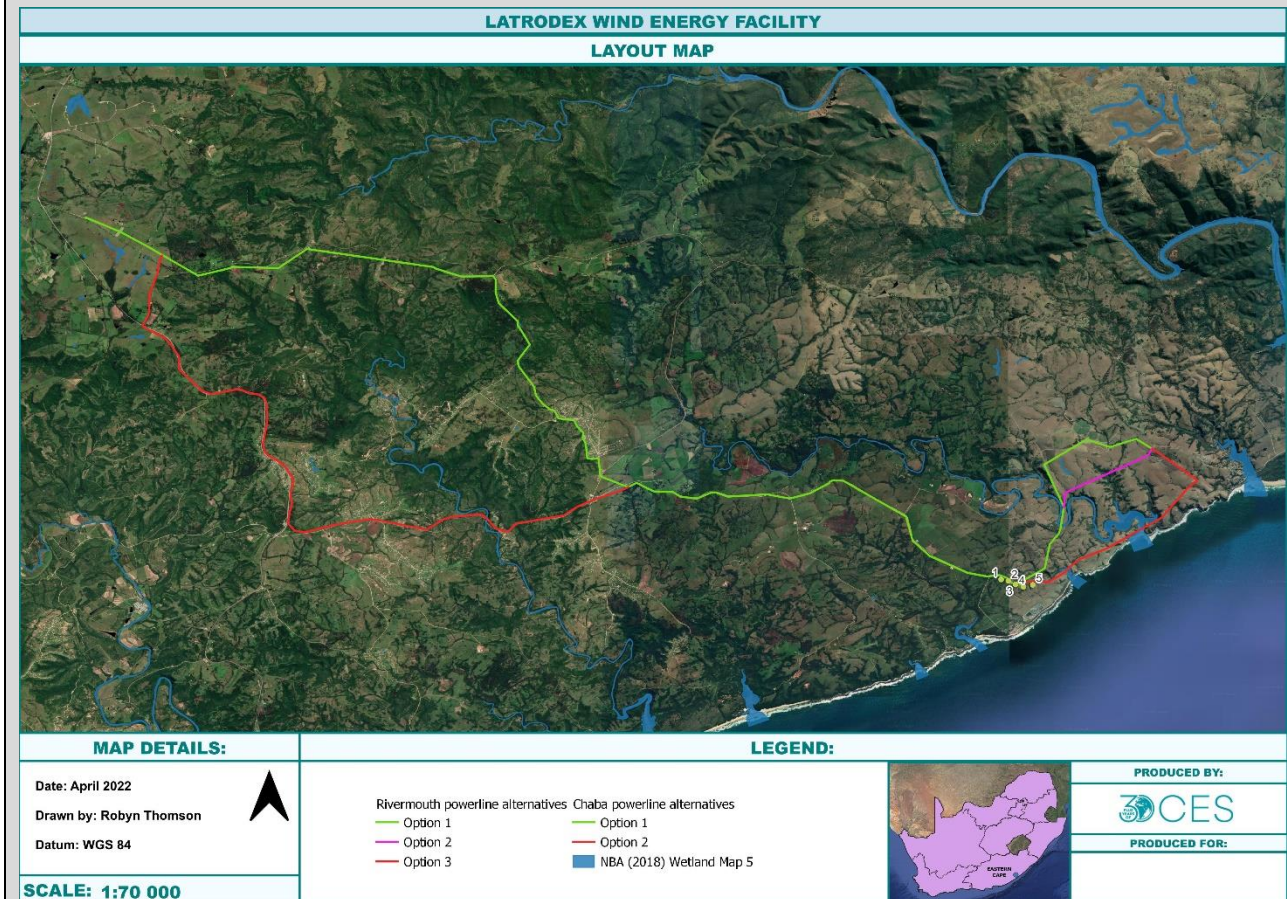 LATRODEX WIND ENERGY FACILITY
LAYOUT MAP
1
2
3
4
5
MAP DETAILS:
Date: April 2022
Drawn by: Robyn Thomson
Datum: WGS 84
SCALE: 1:70 000
LEGEND:
Rivermouth powerline alternatives
Option 1
Option 2
Option 3
Chaba powerline alternatives
Option 1
Option 2
NBA (2018) Wetland Map 5
EASTERN
CAPE
PRODUCED BY:
30 CES
PRODUCED FOR: